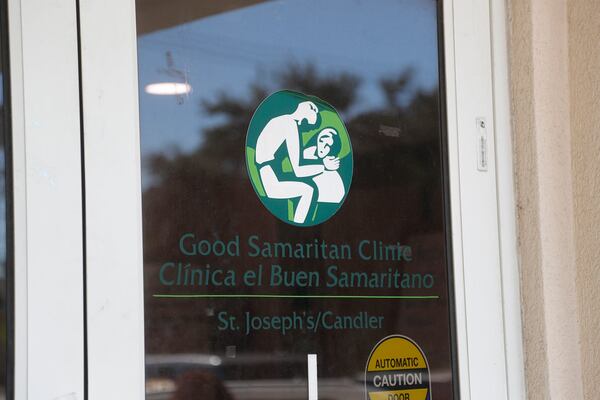 Good Samaritan Clinic
Clínica el Buen Samaritano
St. Joseph's/Candler
AUTOMATIC
CAUTION
DOOR